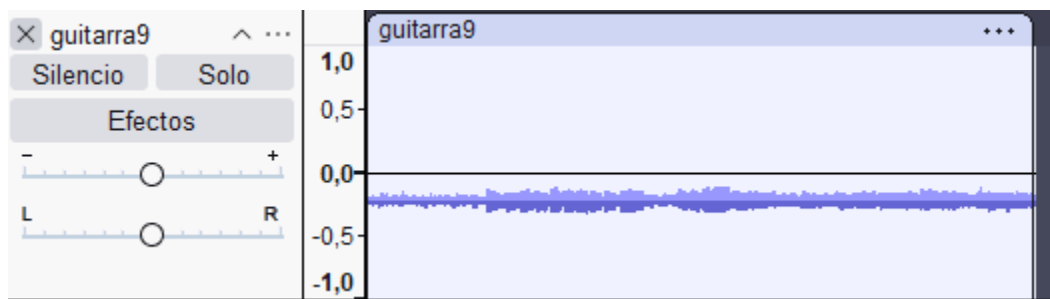 guitarra9
Silencio Solo
Efectos
- +
L R
guitarra9
1,0
0,5
0,0
-0,5
-1,0